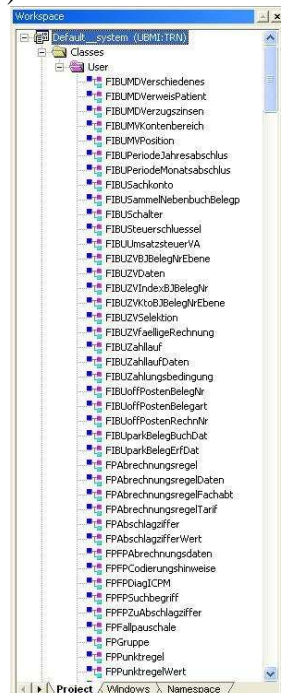 )
Workspace
Default__system (UBMI:TRN)
Classes
User
FIBUMDVerschiedenes
FIBUMDVerweisPatient
FIBUMDVerzugszinsen
FIBUMVKontenbereich
FIBUMVPosition
FIBUPeriodeJahresabschlus
FIBUPeriodeMonatsabschlus
FIBUSachkonto
FIBUSammelNebenbuchBelegp
FIBUSchalter
FIBUSteuerschluessel
FIBUUmsatzsteuerVA
FIBUZVBJBelegNrEbene
FIBUZVDaten
FIBUZVIndexBJBelegNr
FIBUZVKtoBJBelegNrEbene
FIBUZVSelektion
FIBUZVfaelligeRechnung
FIBUZahllauf
FIBUZahllaufDaten
FIBUZahlungsbedingung
FIBUoffPostenBelegNr
FIBUoffPostenBelegart
FIBUoffPostenRechnNr
FIBUparkBelegBuchDat
FIBUparkBelegErfDat
FPAbrechnungsregel
FPAbrechnungsregelDaten
FPAbrechnungsregelFachabt
FPAbrechnungsregelTarif
FPAbschlagziffer
FPAbschlagzifferWert
FPFPAbrechnungsdaten
FPFPCodierungshinweise
FPFPDiagICPM
FPFPSuchbegriff
FPFPZuAbschlagziffer
FPFallpauschale
FPGruppe
FPPunktregel
FPPunktregelWert
Project Windows Namespace